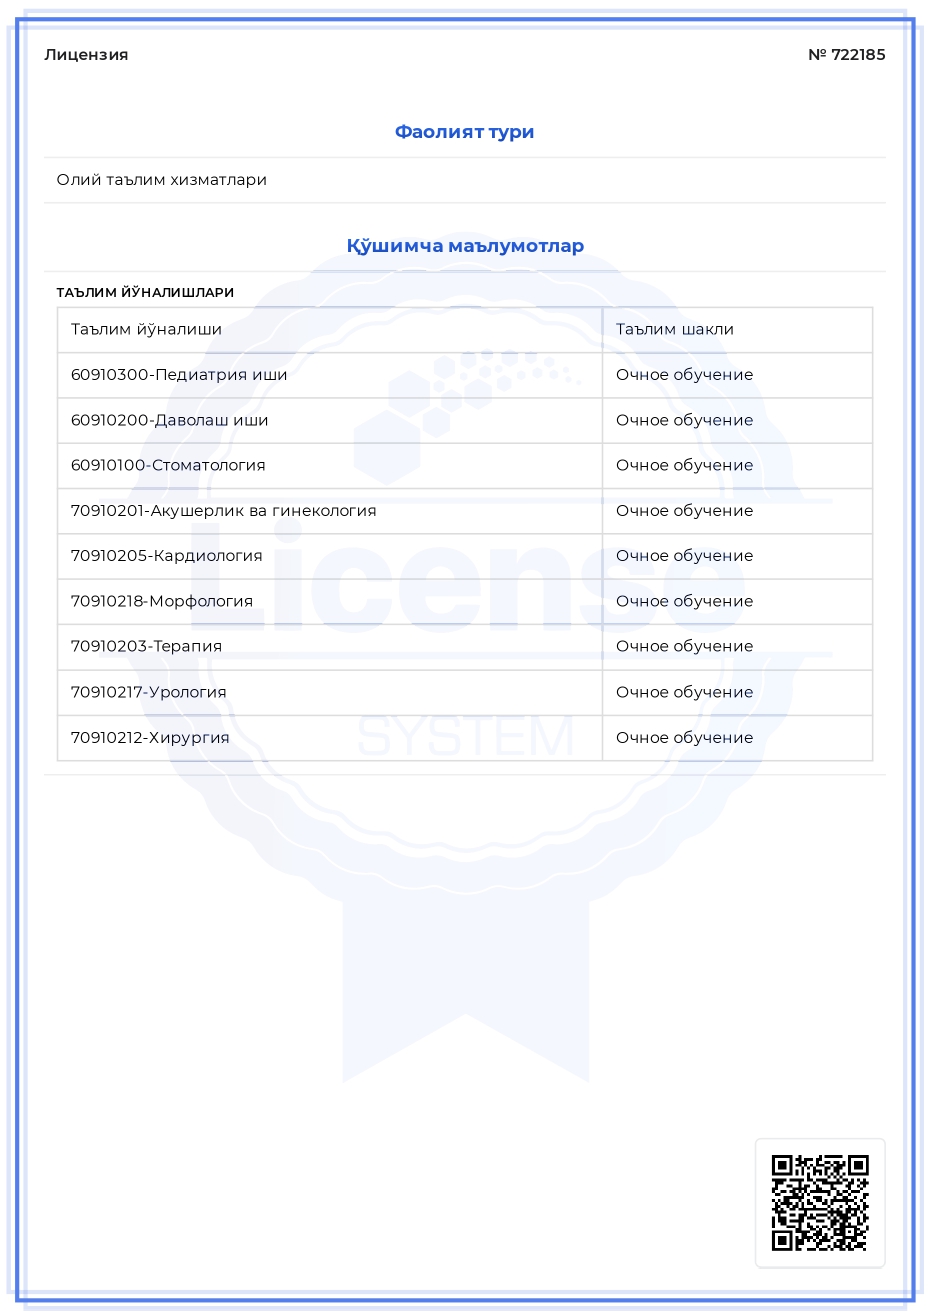 Лицензия № 722185
Фаолият тури
Олий таълим хизматлари
Қўшимча маълумотлар
ТАЪЛИМ ЙЎНАЛИШЛАРИ
Таълим йўналиши Таълим шакли
60910300-Педиатрия иши Очное обучение
60910200-Даволаш иши Очное обучение
60910100-Стоматология Очное обучение
70910201-Акушерлик ва гинекология Очное обучение
70910205-Кардиология Очное обучение
70910218-Морфология Очное обучение
70910203-Терапия Очное обучение
70910217-Урология Очное обучение
70910212-Хирургия Очное обучение
License
SYSTEM